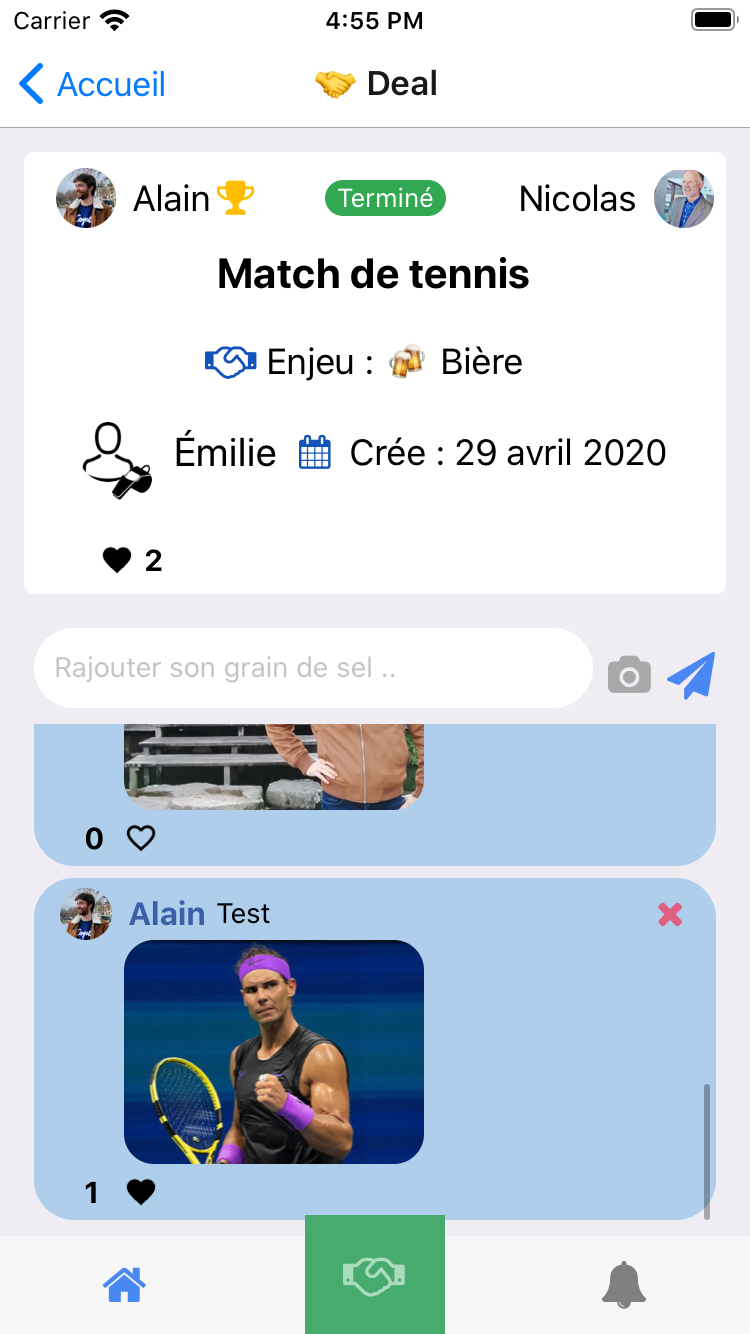 Carrier 4:55 PM
Accueil 🤝 Deal
Alain Terminé Nicolas
Match de tennis
Enjeu : 🍻 Bière
Émilie Crée : 29 avril 2020
2
Rajouter son grain de sel ..
0
Alain Test
1